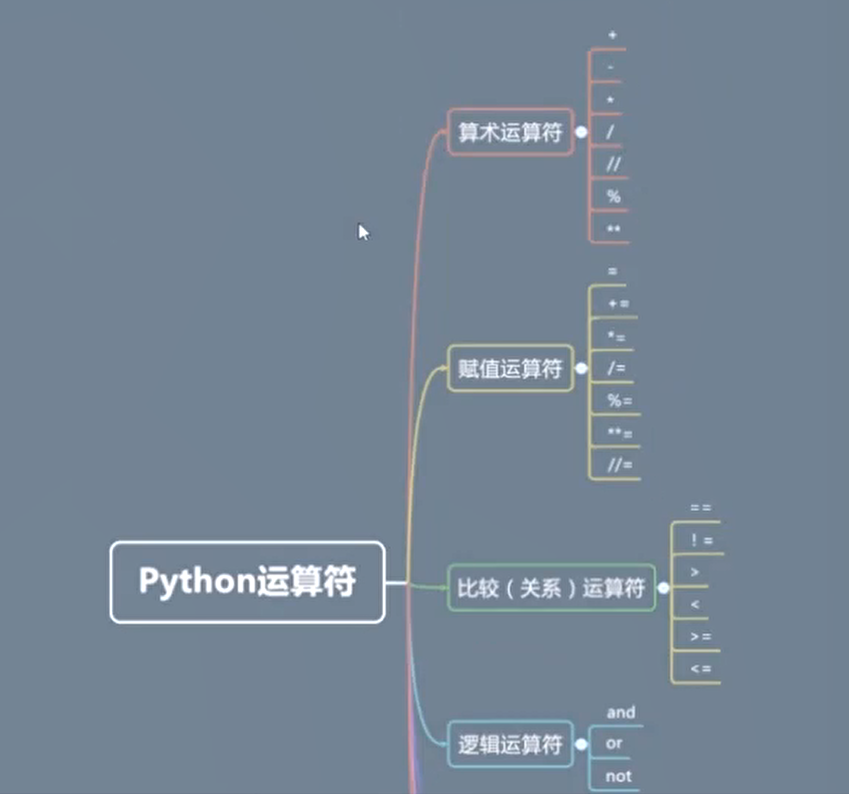 +
-
*
算术运算符
/
//
%
**
=
+=
*=
赋值运算符
/=
%=
**=
//=
==
!=
Python运算符
>
比较（关系）运算符
<
>=
<=
and
逻辑运算符
or
not